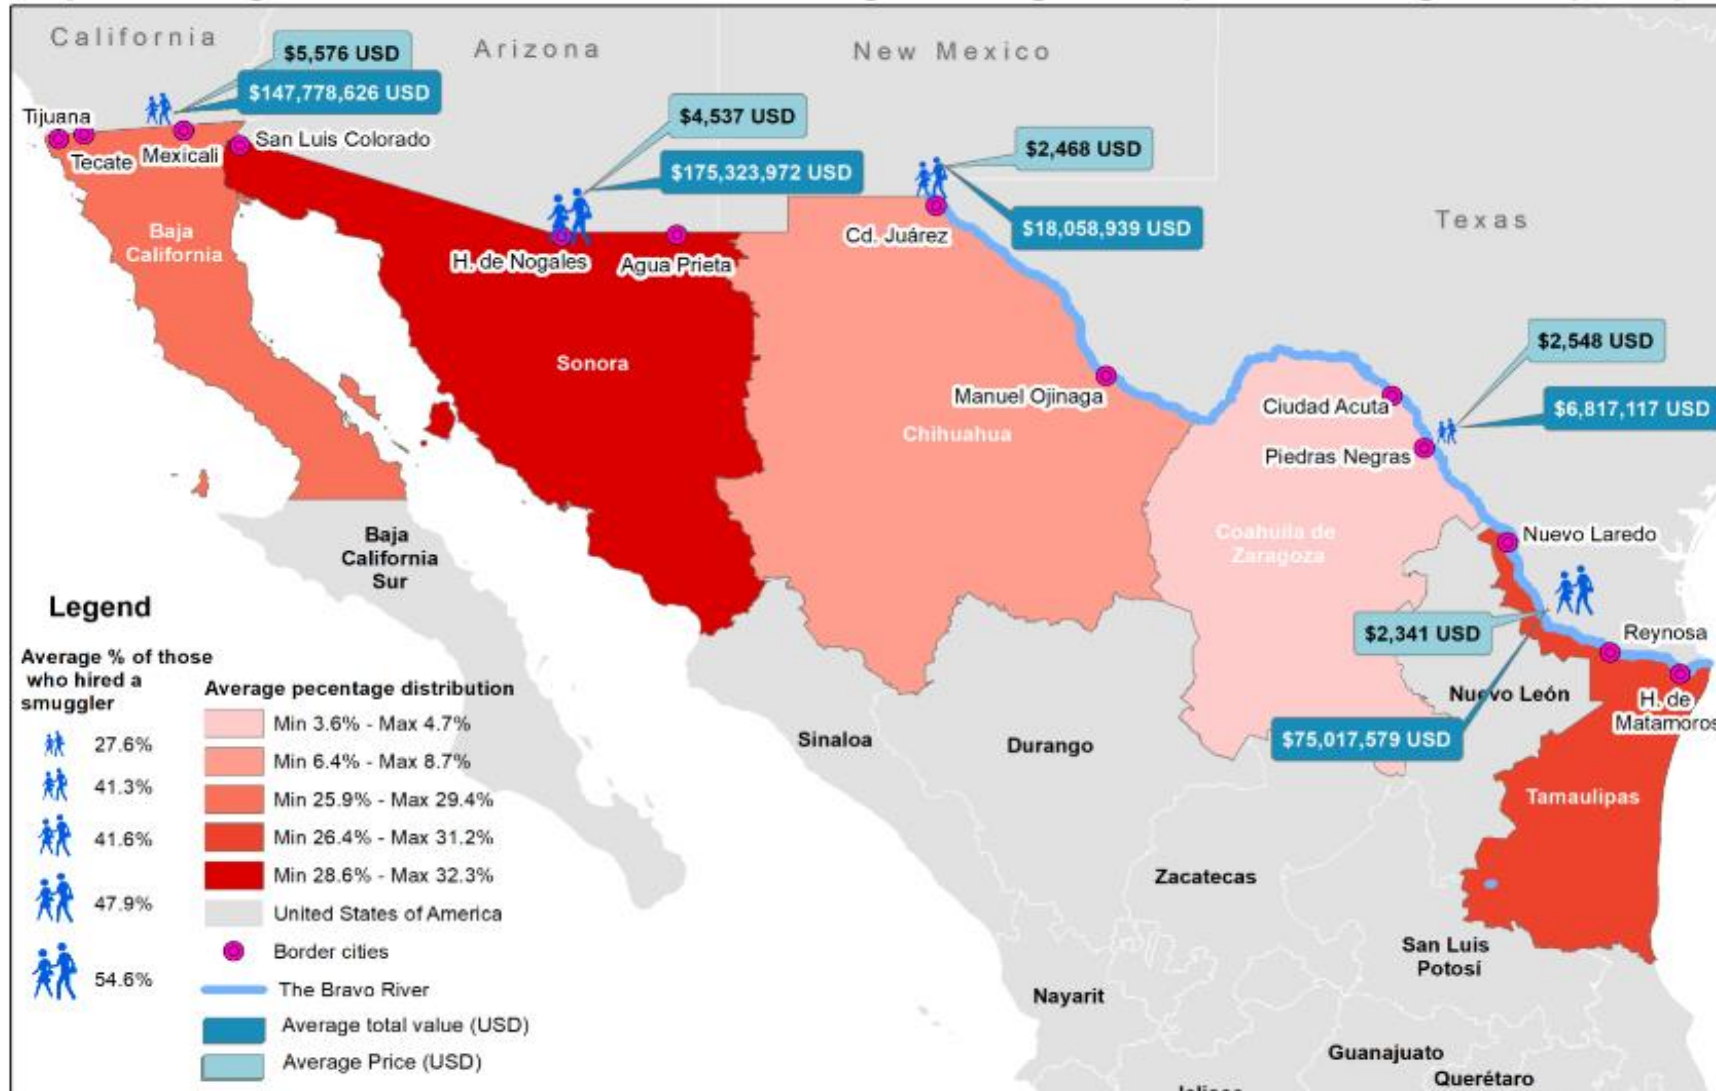 California
Arizona
New Mexico
Texas
$5,576 USD
$147,778,626 USD
$4,537 USD
$175,323,972 USD
$2,468 USD
$18,058,939 USD
$2,548 USD
$6,817,117 USD
$2,341 USD
$75,017,579 USD
Tijuana
Tecate
Mexicali
San Luis Colorado
H. de Nogales
Agua Prieta
Cd. Juárez
Manuel Ojinaga
Ciudad Acuta
Piedras Negras
Nuevo Laredo
Reynosa
H. de
Matamoros
Baja
California
Sonora
Chihuahua
Coahuila de
Zaragoza
Nuevo León
Tamaulipas
Baja
California
Sur
Sinaloa
Durango
Zacatecas
San Luis
Potosí
Nayarit
Guanajuato
Querétaro
Legend
Average % of those
who hired a
smuggler
27.6%
41.3%
41.6%
47.9%
54.6%
Average pecentage distribution
Min 3.6% - Max 4.7%
Min 6.4% - Max 8.7%
Min 25.9% - Max 29.4%
Min 26.4% - Max 31.2%
Min 28.6% - Max 32.3%
United States of America
Border cities
The Bravo River
Average total value (USD)
Average Price (USD)